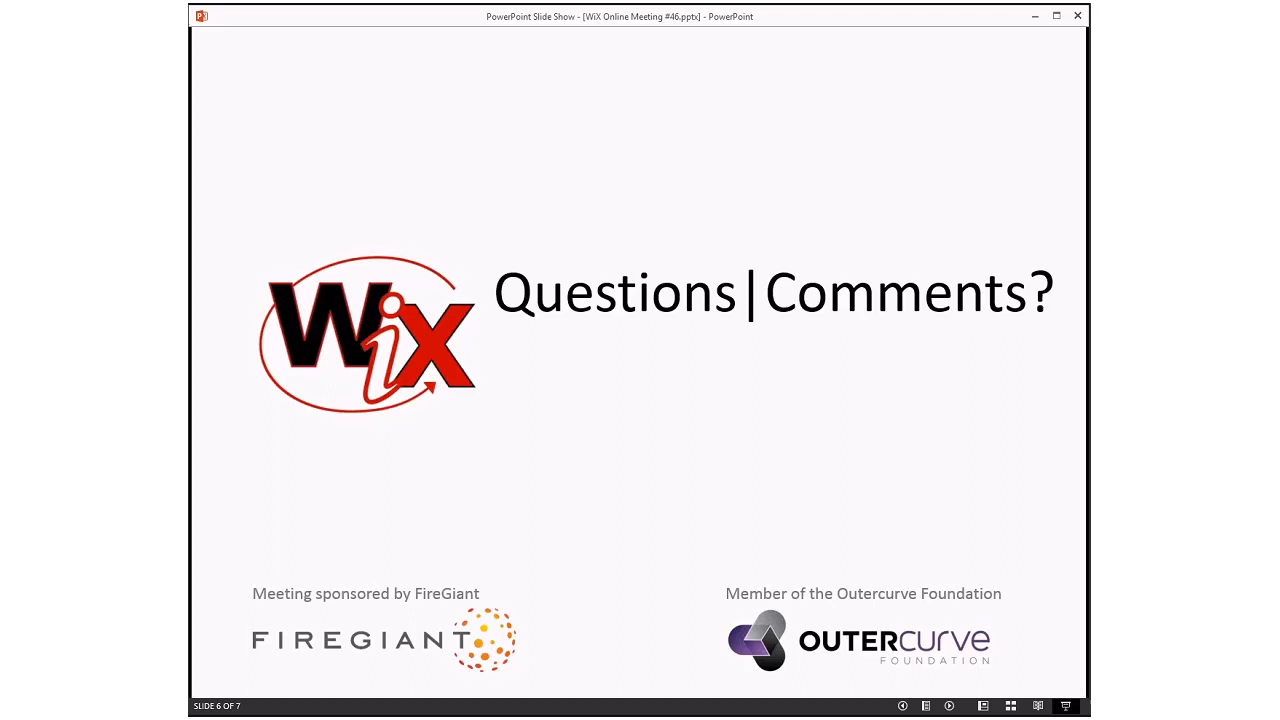 PowerPoint Slide Show - [WiX Online Meeting #46.pptx] - PowerPoint
WiX
Questions|Comments?
Meeting sponsored by FireGiant
FIREGIANT
Member of the Outercurve Foundation
OUTERCURVE
FOUNDATION
SLIDE 6 OF 7